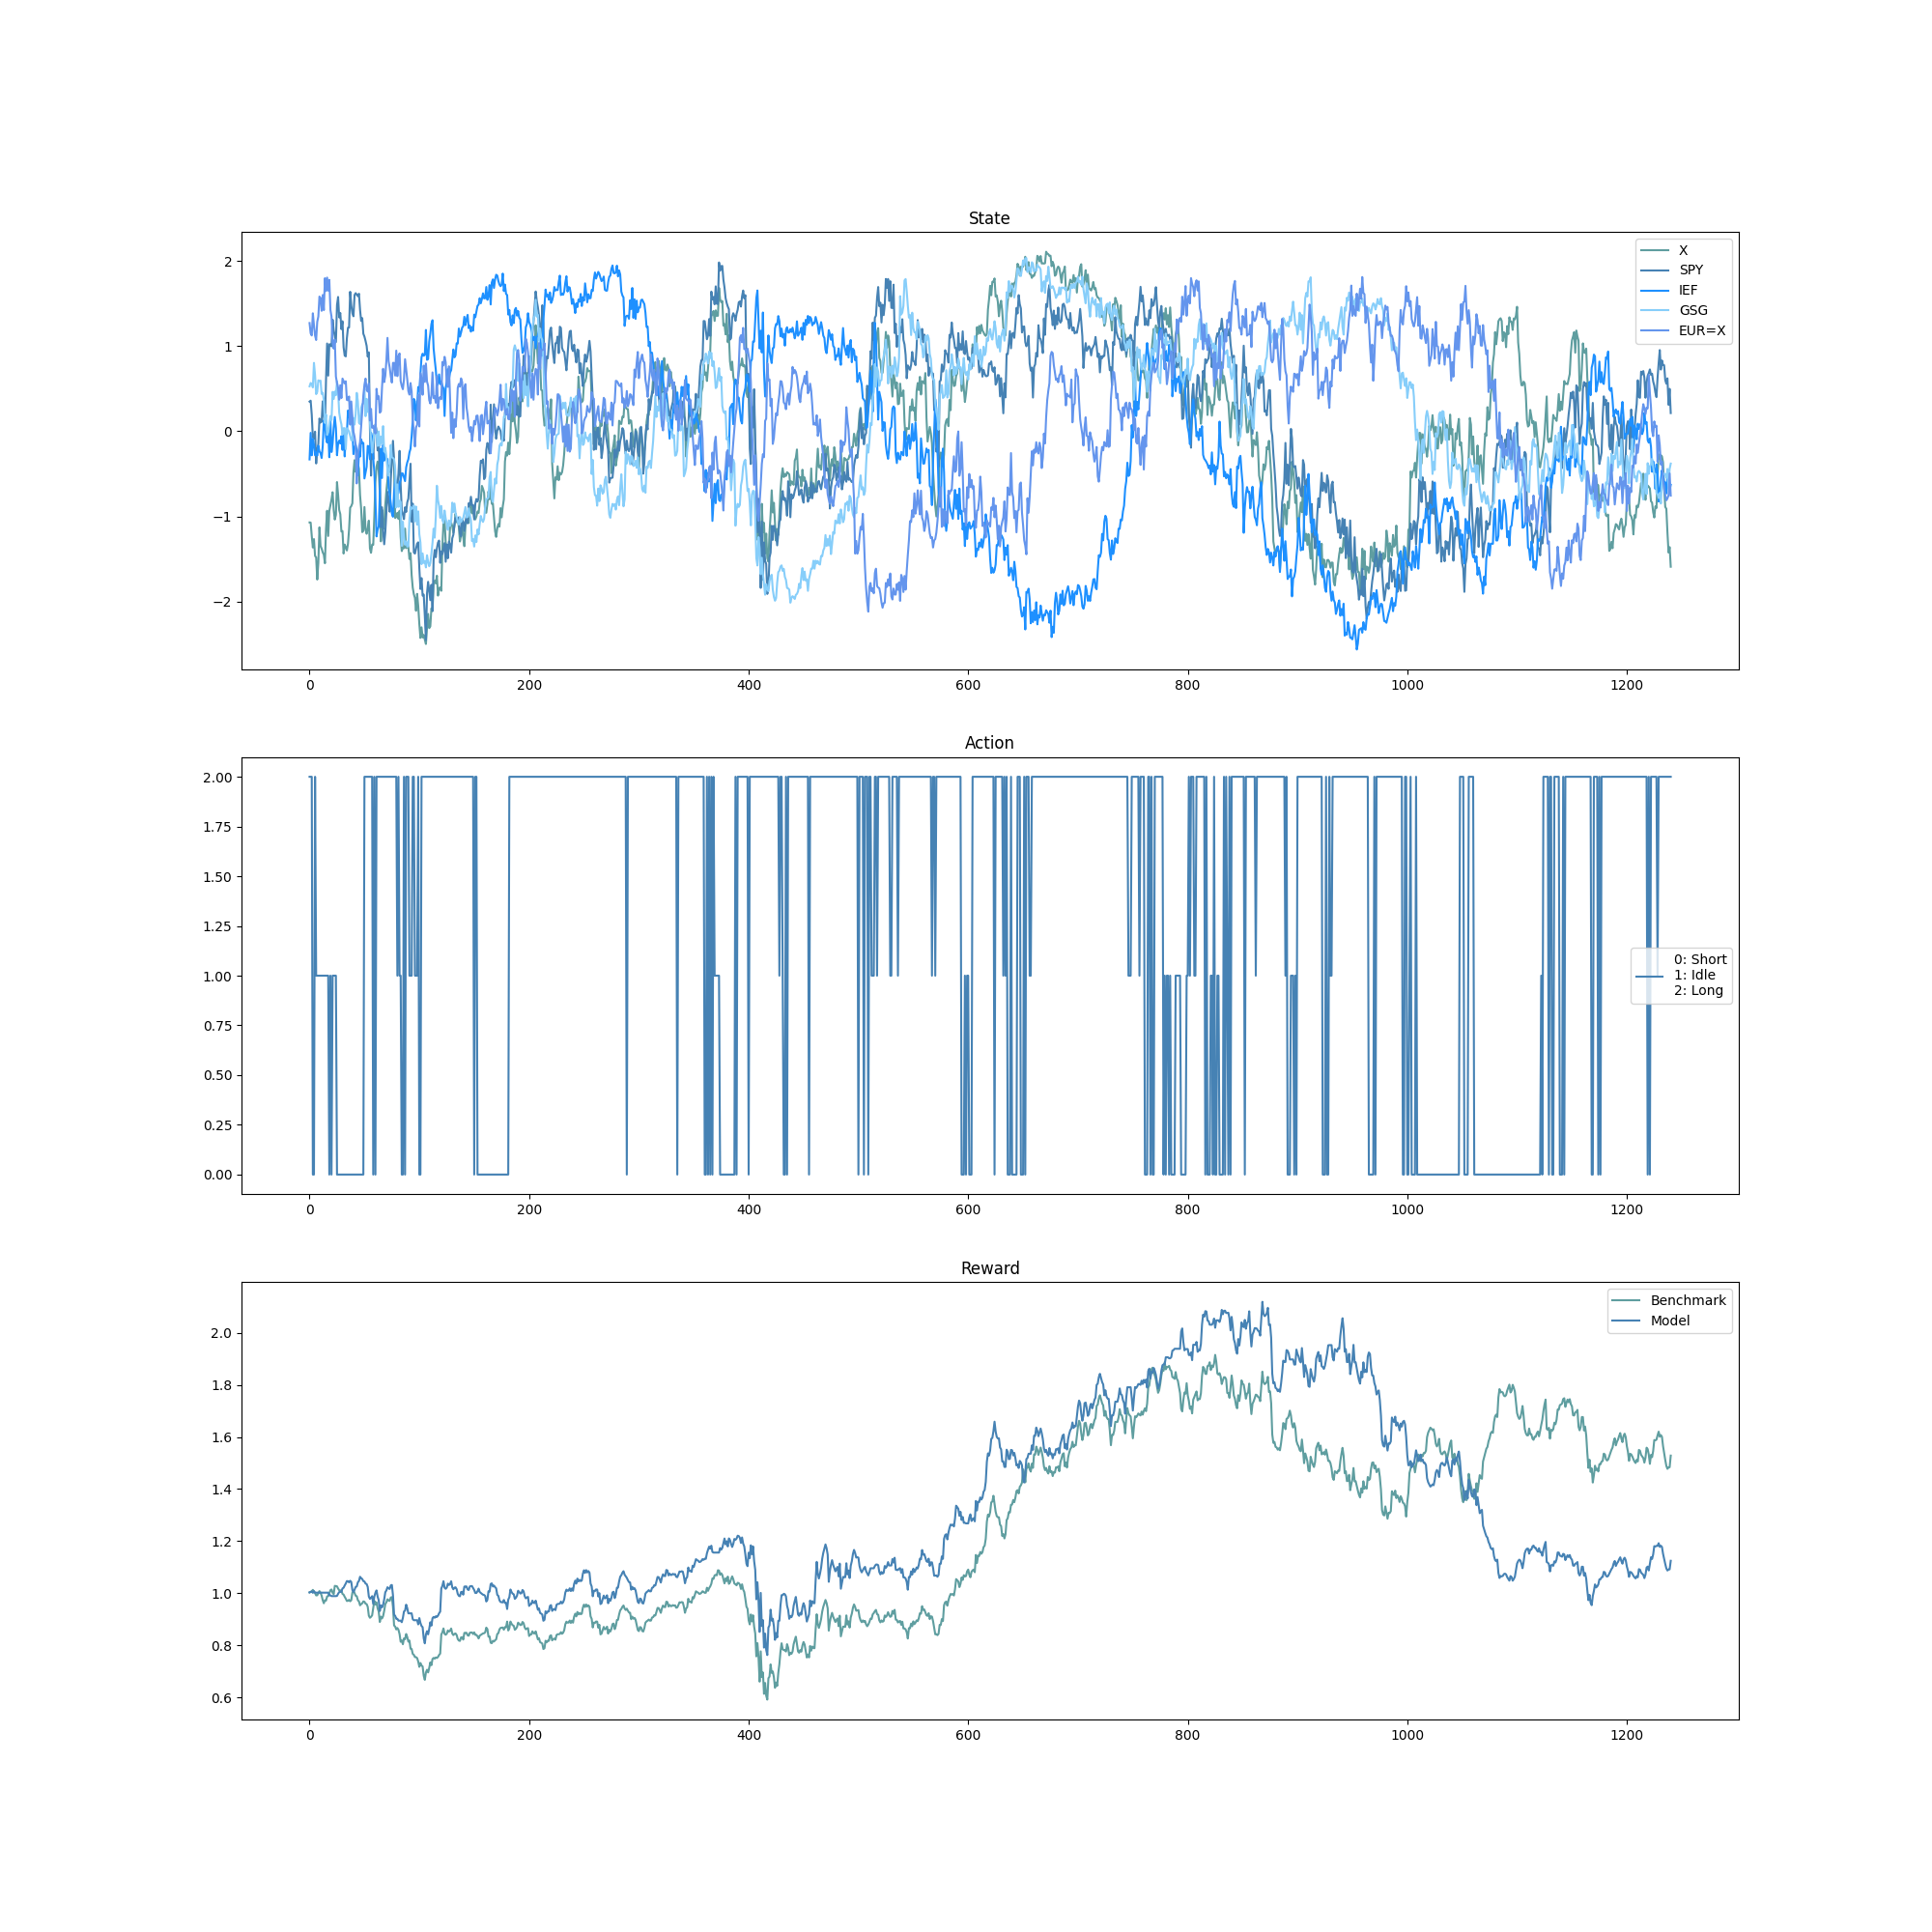 State
2
1
0
−1
−2
X
SPY
IEF
GSG
EUR=X
0 200 400 600 800 1000 1200
Action
2.00
1.75
1.50
1.25
1.00
0.75
0.50
0.25
0.00
0: Short
1: Idle
2: Long
0 200 400 600 800 1000 1200
Reward
2.0
1.8
1.6
1.4
1.2
1.0
0.8
0.6
Benchmark
Model
0 200 400 600 800 1000 1200